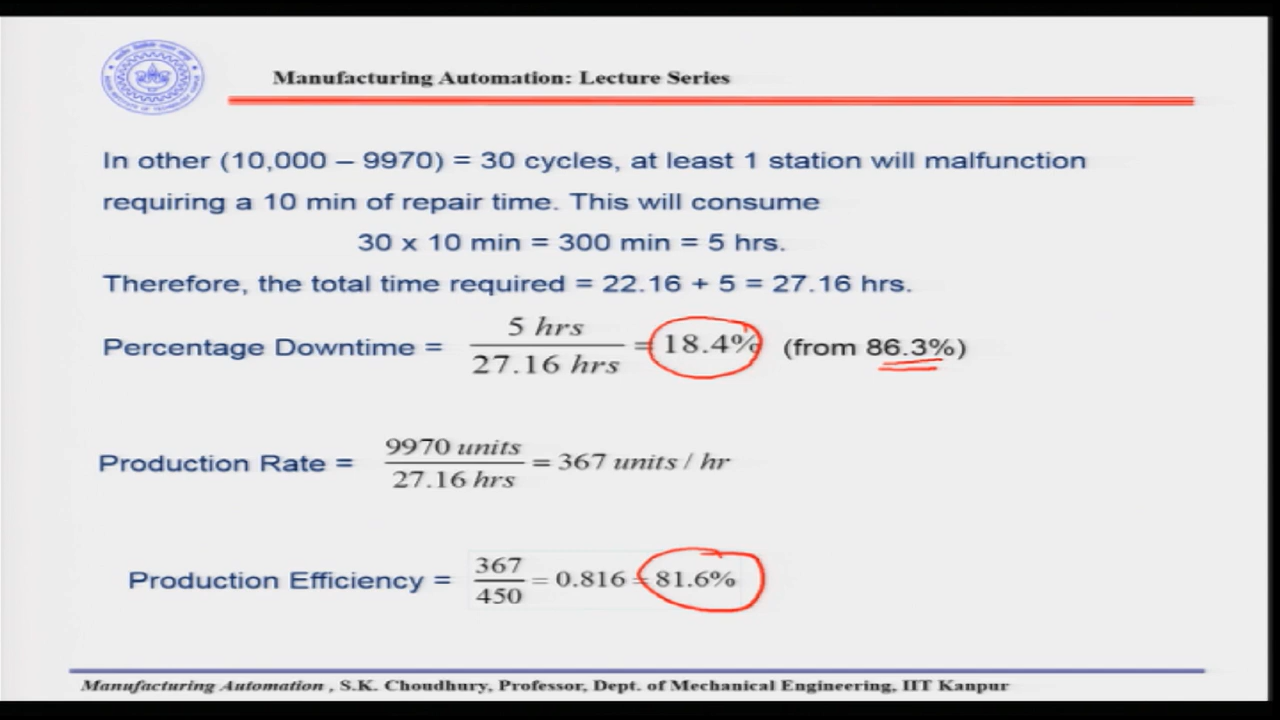 Manufacturing Automation: Lecture Series
In other (10,000 – 9970) = 30 cycles, at least 1 station will malfunction
requiring a 10 min of repair time. This will consume
30 x 10 min = 300 min = 5 hrs.
Therefore, the total time required = 22.16 + 5 = 27.16 hrs.
Percentage Downtime = 5 hrs / 27.16 hrs = 18.4% (from 86.3%)
Production Rate = 9970 units / 27.16 hrs = 367 units / hr
Production Efficiency = 367 / 450 = 0.816 = 81.6%
Manufacturing Automation , S.K. Choudhury, Professor, Dept. of Mechanical Engineering, IIT Kanpur